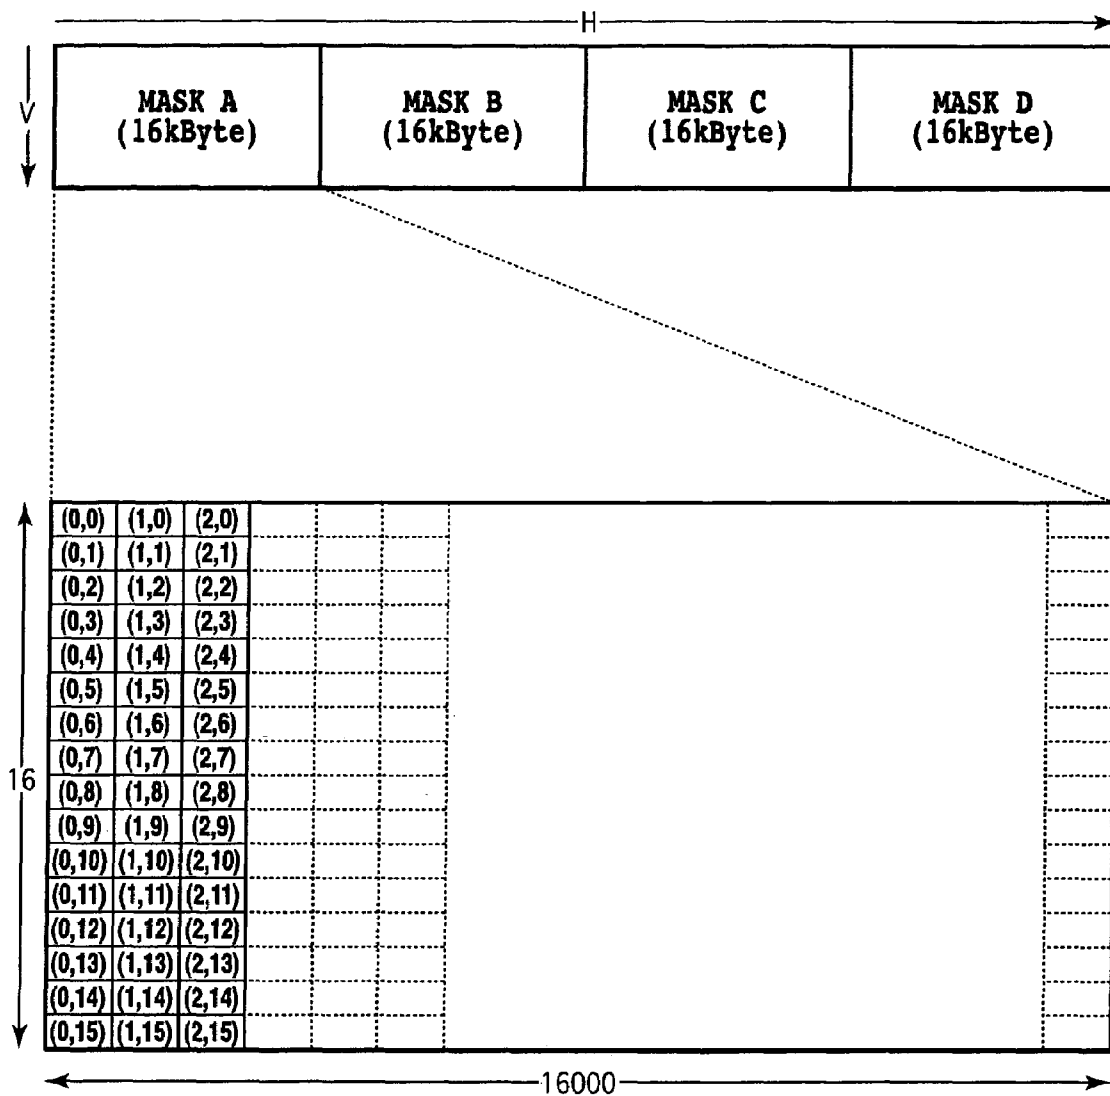 H
V
MASK A MASK B MASK C MASK D
(16kByte) (16kByte) (16kByte) (16kByte)
(0,0) (1,0) (2,0)
(0,1) (1,1) (2,1)
(0,2) (1,2) (2,2)
(0,3) (1,3) (2,3)
(0,4) (1,4) (2,4)
(0,5) (1,5) (2,5)
(0,6) (1,6) (2,6)
(0,7) (1,7) (2,7)
16
(0,8) (1,8) (2,8)
(0,9) (1,9) (2,9)
(0,10) (1,10) (2,10)
(0,11) (1,11) (2,11)
(0,12) (1,12) (2,12)
(0,13) (1,13) (2,13)
(0,14) (1,14) (2,14)
(0,15) (1,15) (2,15)
16000